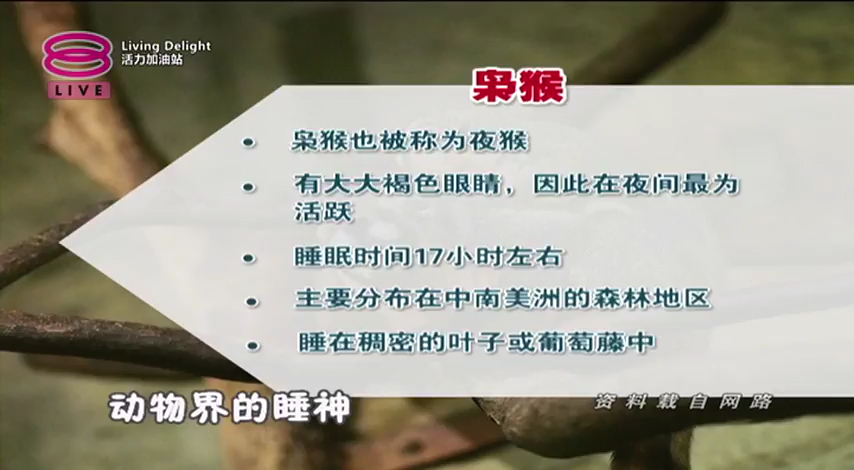 Living Delight
活力加油站
8
LIVE
枭猴
枭猴也被称为夜猴
有大大褐色眼睛，因此在夜间最为
活跃
睡眠时间17小时左右
主要分布在中南美洲的森林地区
睡在稠密的叶子或葡萄藤中
动物界的睡神
资料载自网路